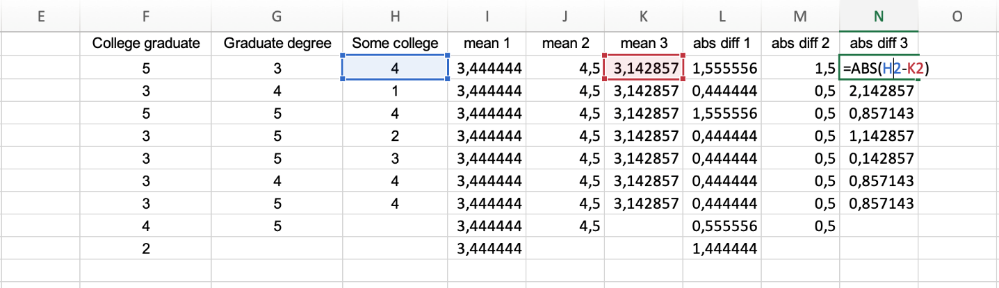 E F G H I J K L M N O
College graduate Graduate degree Some college mean 1 mean 2 mean 3 abs diff 1 abs diff 2 abs diff 3
5 3 4 3,444444 4,5 3,142857 1,555556 1,5 =ABS(H2-K2)
3 4 1 3,444444 4,5 3,142857 0,444444 0,5 2,142857
5 5 4 3,444444 4,5 3,142857 1,555556 0,5 0,857143
3 5 2 3,444444 4,5 3,142857 0,444444 0,5 1,142857
3 5 3 3,444444 4,5 3,142857 0,444444 0,5 0,142857
3 4 4 3,444444 4,5 3,142857 0,444444 0,5 0,857143
3 5 4 3,444444 4,5 3,142857 0,444444 0,5 0,857143
4 5 3,444444 4,5 0,555556 0,5
2 3,444444 1,444444